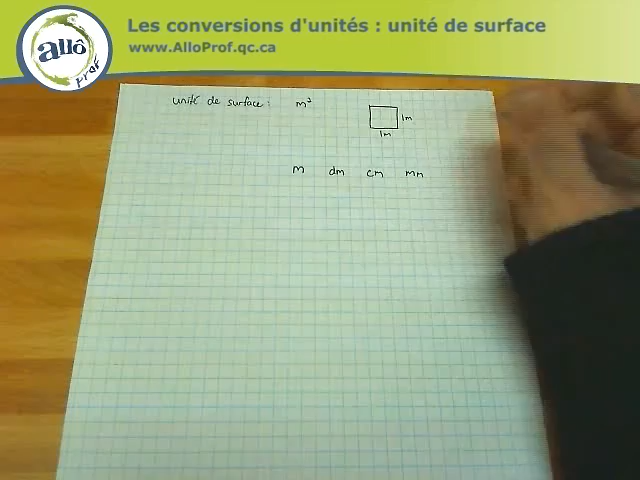 Les conversions d'unités : unité de surface
www.AlloProf.qc.ca
allô
prof
unité de surface : m²
1m
1m
m dm cm mm